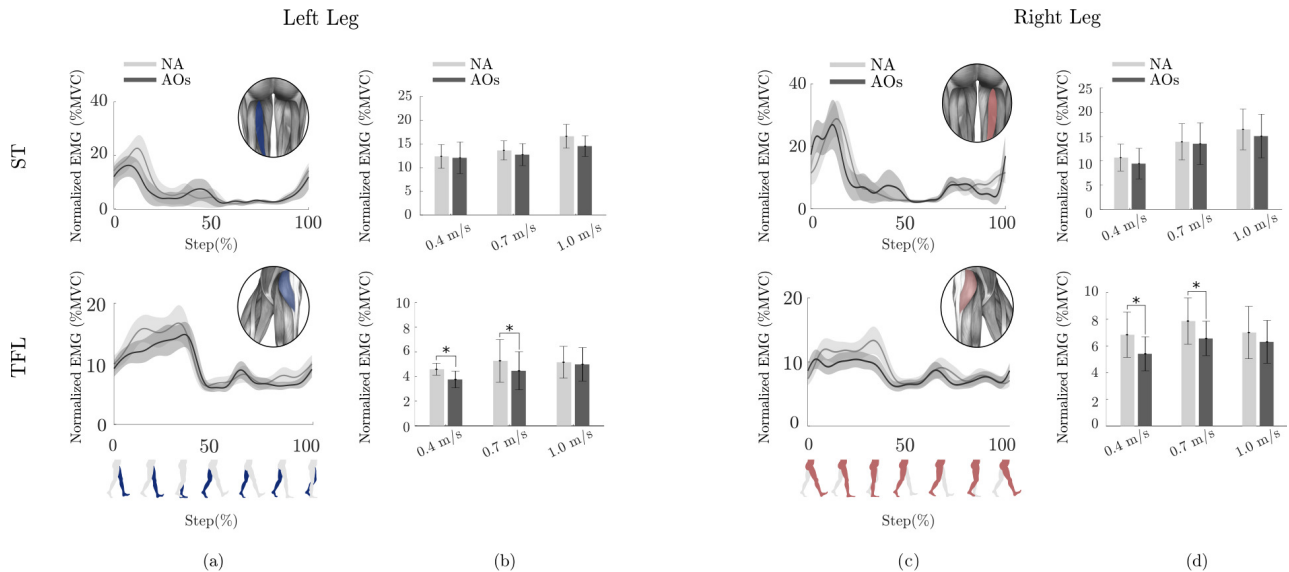 Left Leg
Right Leg
NA
AOs
NA
AOs
NA
AOs
NA
AOs
ST
Normalized EMG (%MVC)
40
20
0
0
50
100
Step(%)
Normalized EMG (%MVC)
25
20
15
10
5
0
0.4 m/s
0.7 m/s
1.0 m/s
Normalized EMG (%MVC)
40
20
0
0
50
100
Step(%)
Normalized EMG (%MVC)
25
20
15
10
5
0
0.4 m/s
0.7 m/s
1.0 m/s
TFL
Normalized EMG (%MVC)
20
10
0
0
50
100
Step(%)
Normalized EMG (%MVC)
10
8
6
4
2
0
*
*
0.4 m/s
0.7 m/s
1.0 m/s
Normalized EMG (%MVC)
20
10
0
0
50
100
Step(%)
Normalized EMG (%MVC)
10
8
6
4
2
0
*
*
0.4 m/s
0.7 m/s
1.0 m/s
(a)
(b)
(c)
(d)